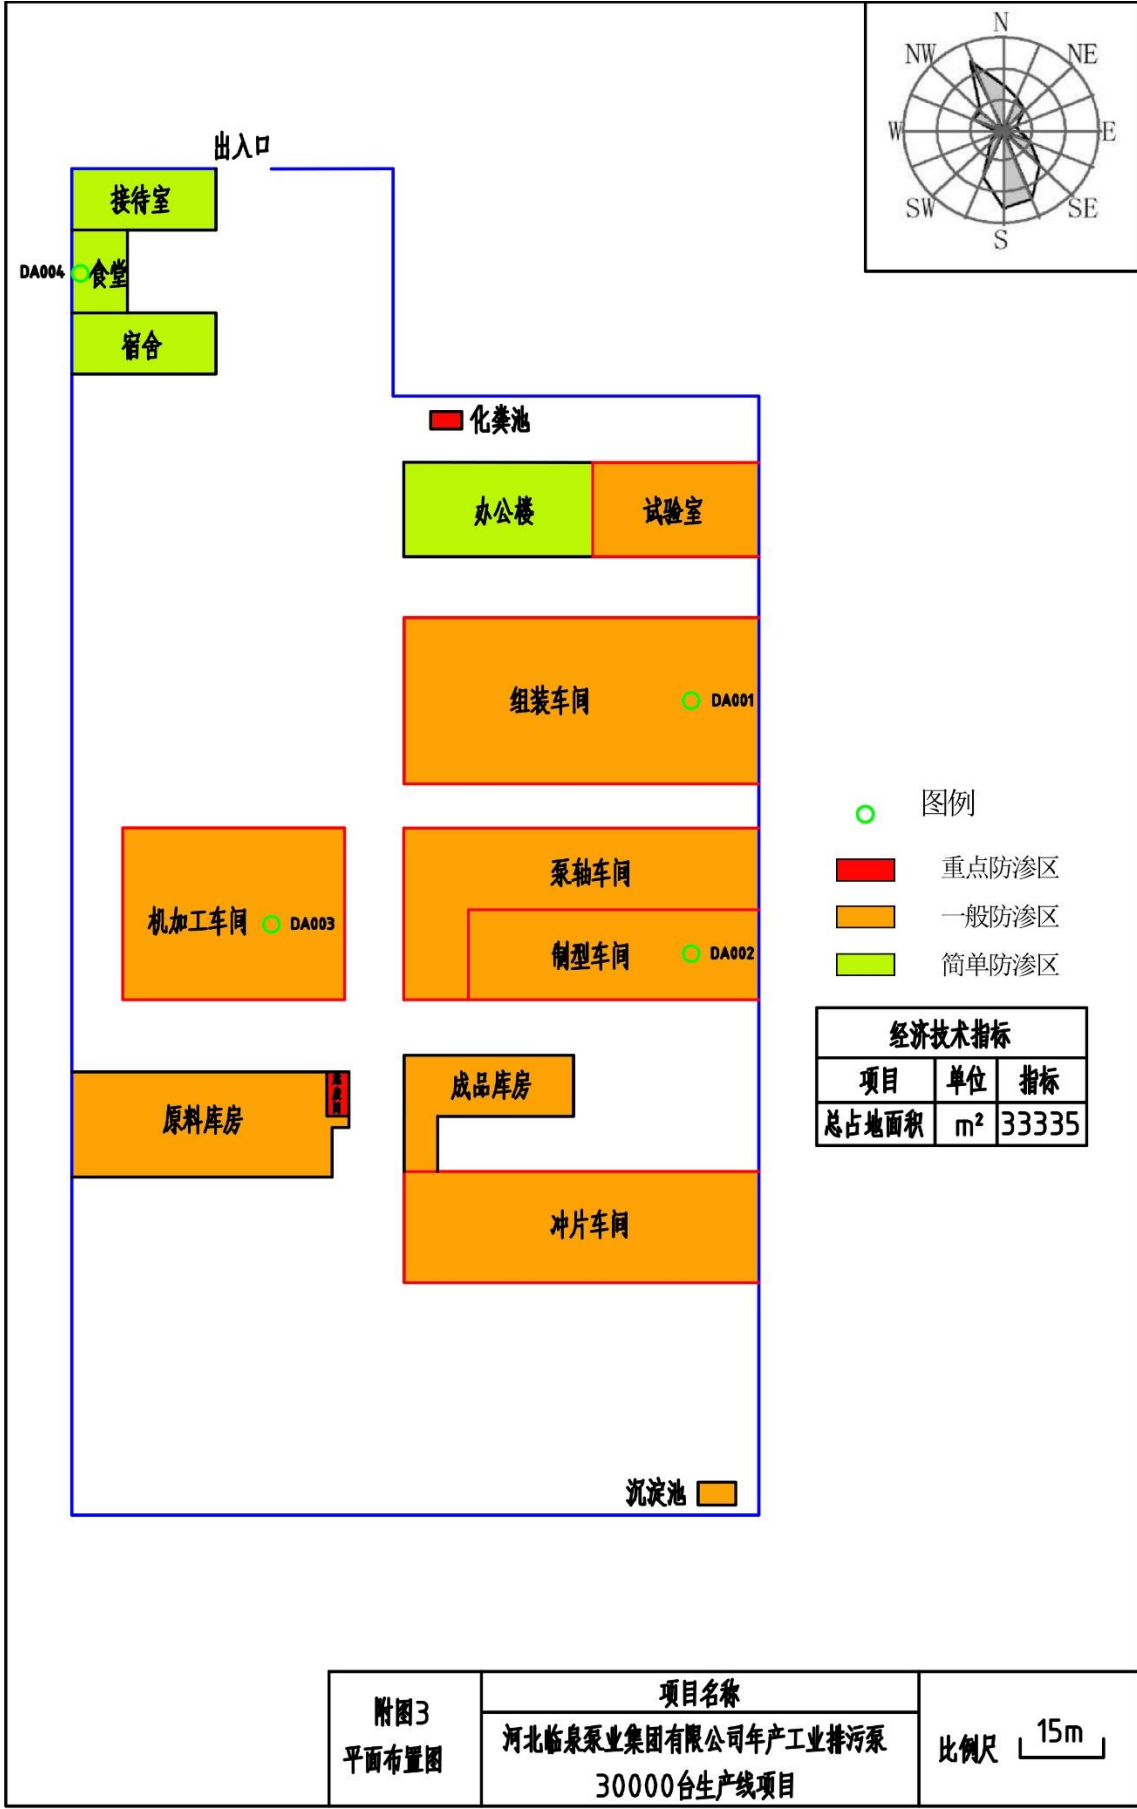 N
NW
NE
W
E
SW
SE
S
出入口
接待室
DA004
食堂
宿舍
化粪池
办公楼
试验室
组装车间
DA001
图例
泵轴车间
重点防渗区
机加工车间
DA003
一般防渗区
制型车间
DA002
简单防渗区
经济技术指标
项目 单位 指标
总占地面积 m² 33335
成品库房
原料库房
冲片车间
沉淀池
附图3
平面布置图
项目名称
河北临泉泵业集团有限公司年产工业排污泵
30000台生产线项目
比例尺 15m